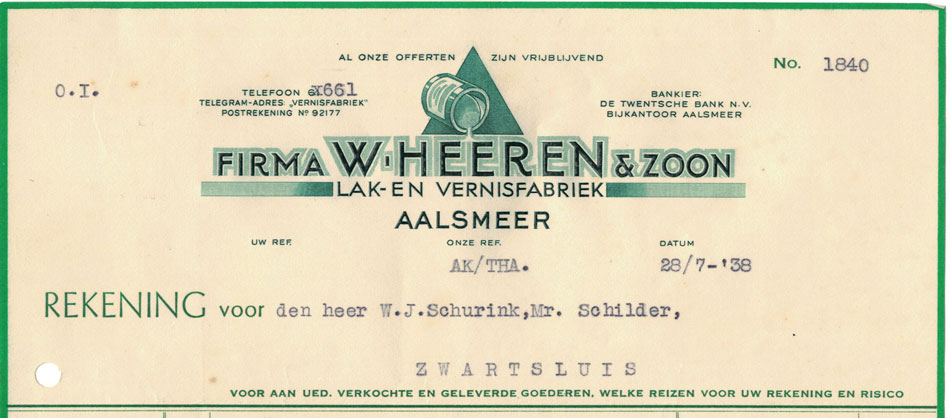 AL ONZE OFFERTEN ZIJN VRIJBLIJVEND
No. 1840
O.I.
TELEFOON 661
TELEGRAM-ADRES: „VERNISFABRIEK"
POSTREKENING No 92177
BANKIER:
DE TWENTSCHE BANK N.V.
BIJKANTOOR AALSMEER
FIRMA W. HEEREN & ZOON
LAK- EN VERNISFABRIEK
AALSMEER
UW REF. ONZE REF. DATUM
AK/THA. 28/7-'38
REKENING voor den heer W.J.Schurink,Mr. Schilder,
ZWARTSLUIS
VOOR AAN UED. VERKOCHTE EN GELEVERDE GOEDEREN, WELKE REIZEN VOOR UW REKENING EN RISICO